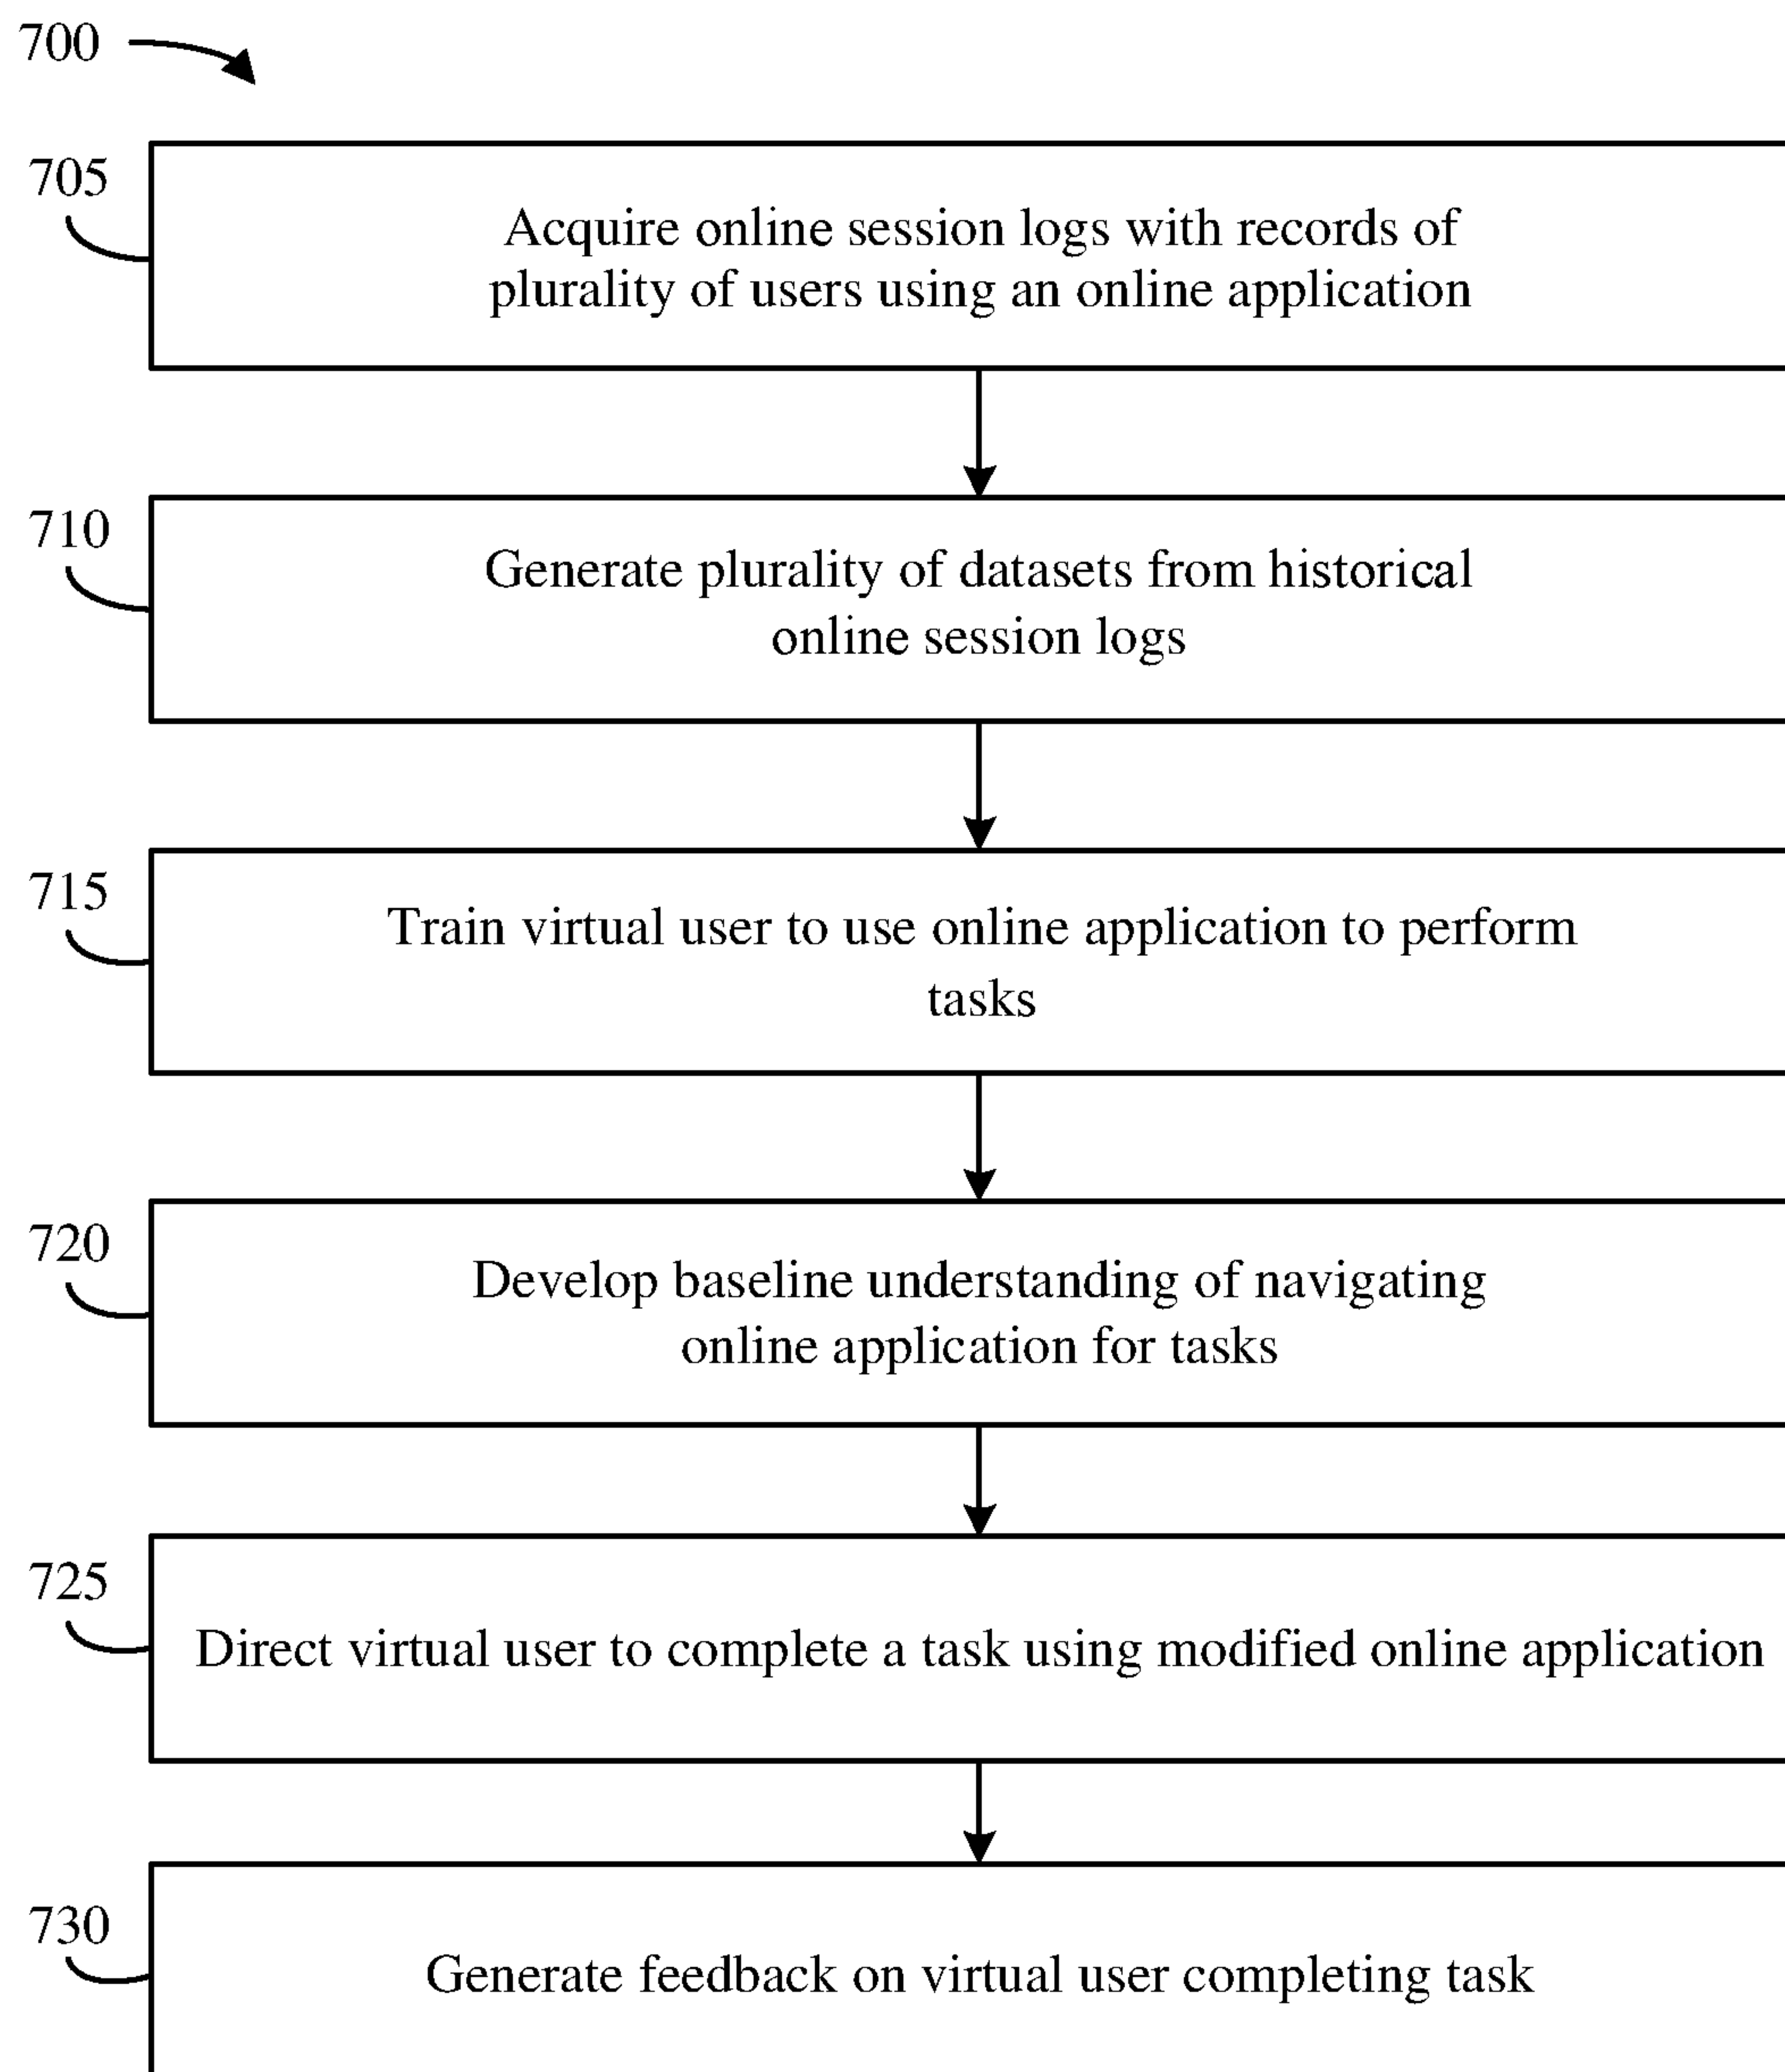 700
705
Acquire online session logs with records of
plurality of users using an online application
710
Generate plurality of datasets from historical
online session logs
715
Train virtual user to use online application to perform
tasks
720
Develop baseline understanding of navigating
online application for tasks
725
Direct virtual user to complete a task using modified online application
730
Generate feedback on virtual user completing task